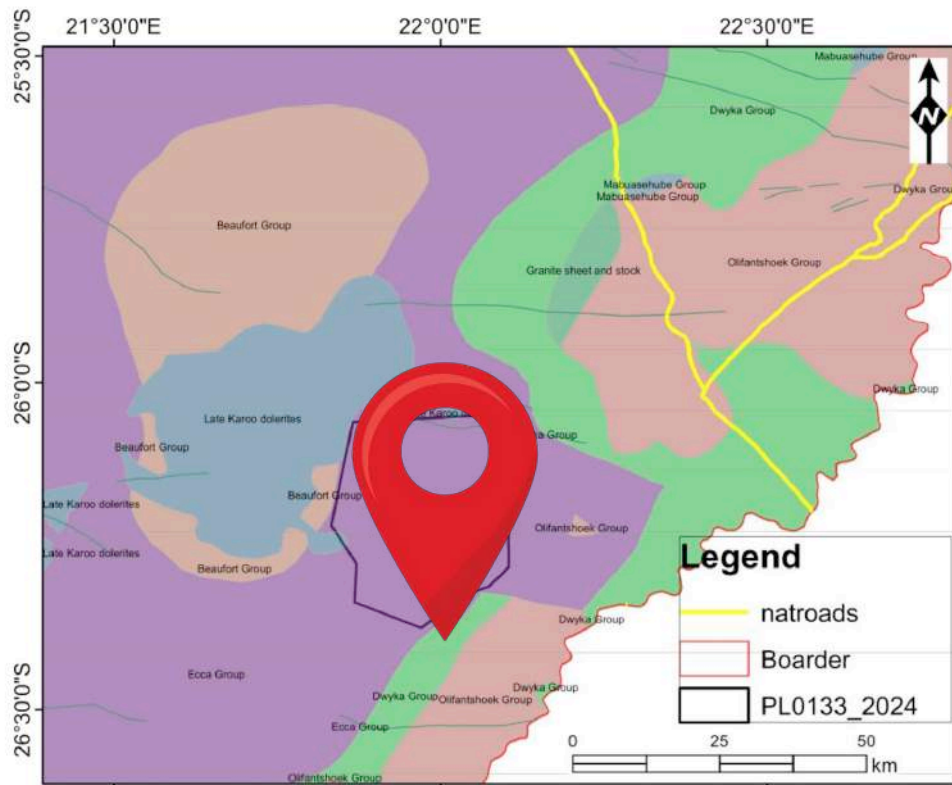 21°30'0"E
22°0'0"E
22°30'0"E
25°30'0"S
26°0'0"S
26°30'0"S
N
Mabuasehube Group
Dwyka Group
Mabuasehube Group
Mabuasehube Group
Dwyka Grou
Beaufort Group
Olifantshoek Group
Granite sheet and stock
Dwyka Group
Late Karoo dolerites
Karoo
Group
Beaufort Group
Beaufort Group
Late Karoo dolerites
Olifantshoek Group
Late Karoo dolerites
Beaufort Group
Dwyka Group
Ecca Group
Dwyka Group
Dwyka Group
Olifantshoek Group
Ecca Group
Olifantshoek Group
Legend
natroads
Boarder
PL0133_2024
0 25 50
km